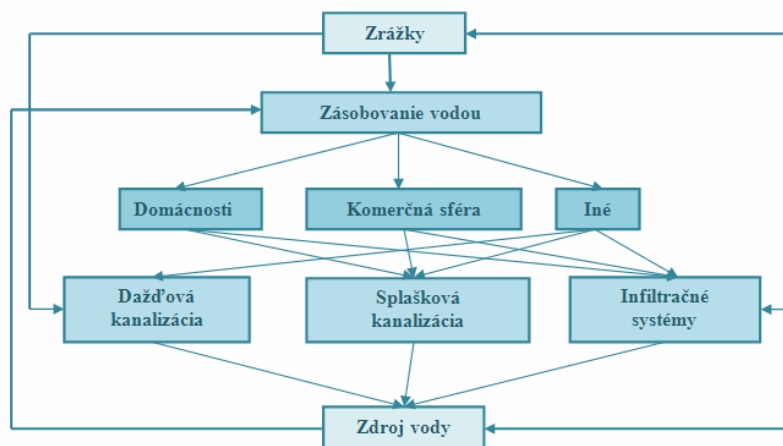 Zrážky
Zásobovanie vodou
Domácnosti
Komerčná sféra
Iné
Dažďová
kanalizácia
Splašková
kanalizácia
Infiltračné
systémy
Zdroj vody